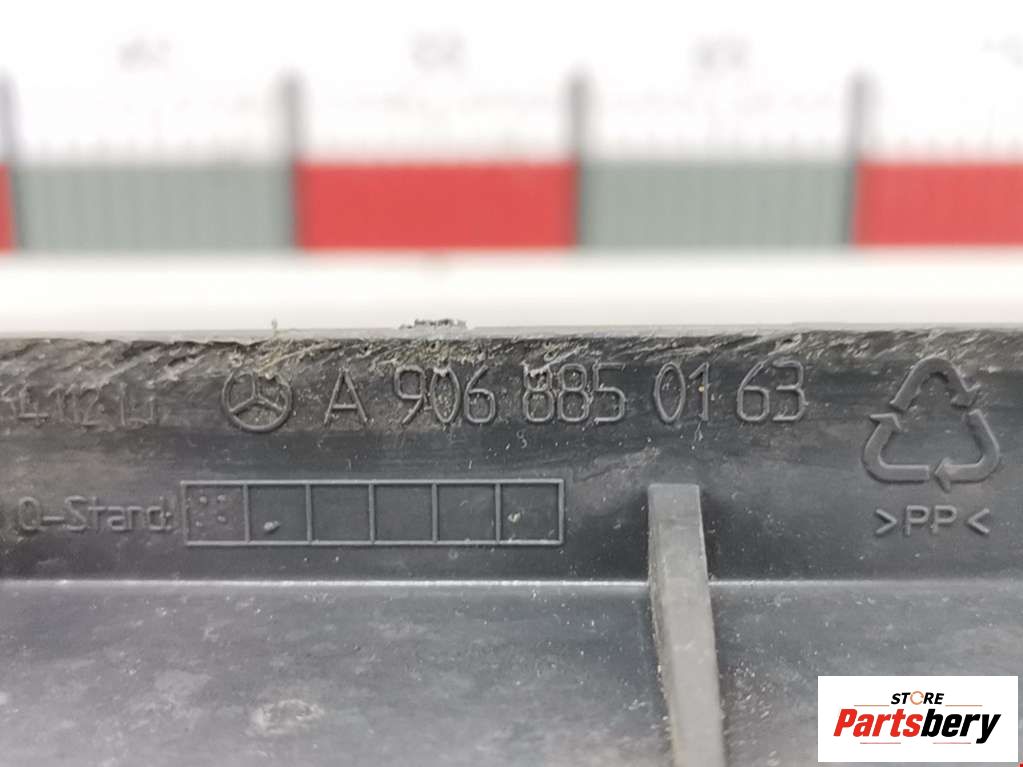 A 906 885 01 63
Q-Stand:
>PP<
STORE
Partsbery